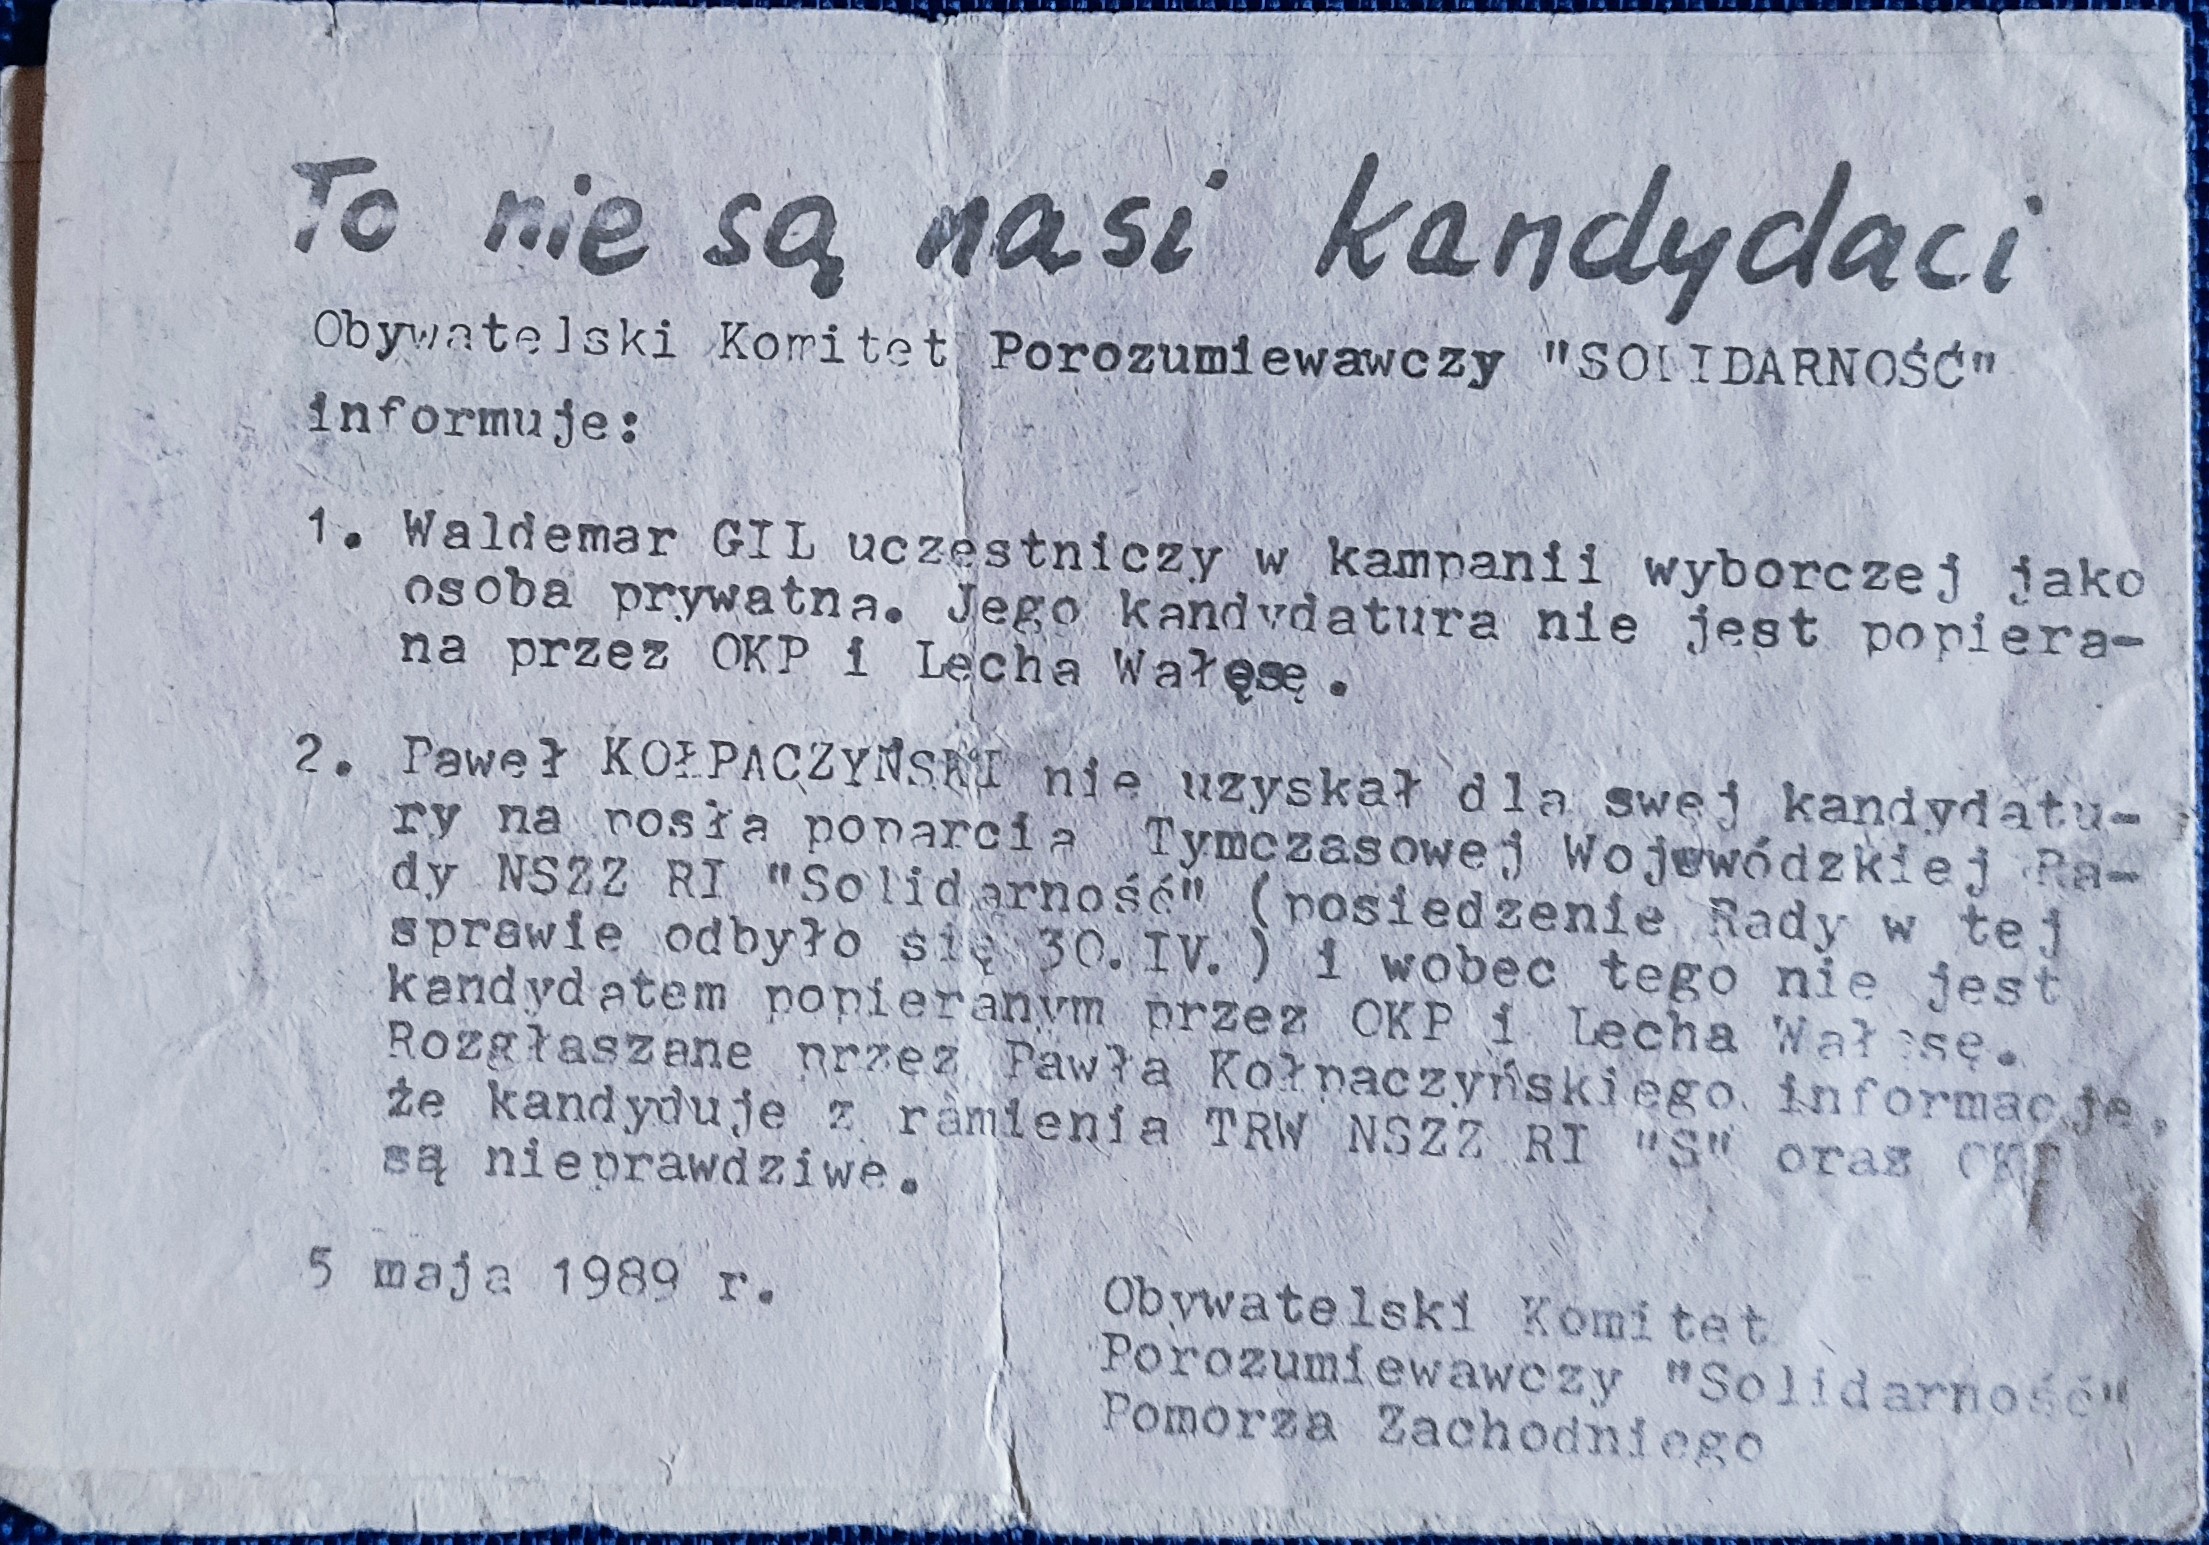 To nie są nasi kandydaci
Obywatelski Komitet Porozumiewawczy "SOLIDARNOŚĆ"
informuje:
1. Waldemar GIL uczestniczy w kampanii wyborczej jako
osoba prywatna. Jego kandydatura nie jest popiera-
na przez OKP i Lecha Wałęsę.
2. Paweł KOŁPACZYŃSKI nie uzyskał dla swej kandydatu-
ry na posła poparcia Tymczasowej Wojewódzkiej Ra-
dy NSZZ RI "Solidarność" (posiedzenie Rady w tej
sprawie odbyło się 30.IV.) i wobec tego nie jest
kandydatem popieranym przez OKP i Lecha Wałęsę.
Rozgłaszane przez Pawła Kołpaczyńskiego informacje,
że kandyduje z ramienia TRW NSZZ RI "S" oraz OKP
są nieprawdziwe.
5 maja 1989 r.
Obywatelski Komitet
Porozumiewawczy "Solidarność"
Pomorza Zachodniego